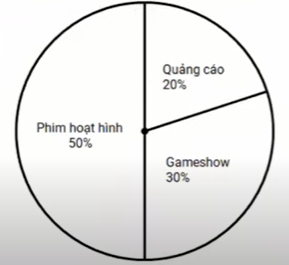 Quảng cáo
20%
Phim hoạt hình
50%
Gameshow
30%